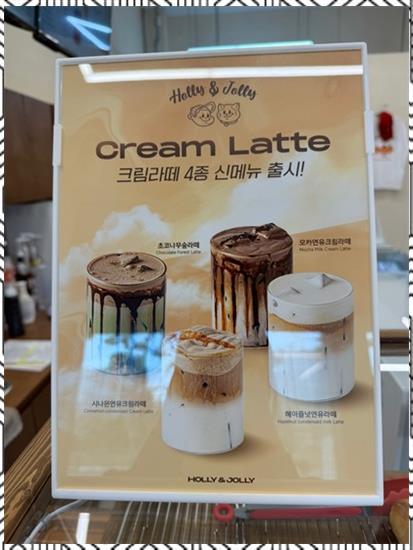 Holly & Jolly
Cream Latte
크림라떼 4종 신메뉴 출시!
초코나무숲라떼
Chocolate Forest Latte
모카연유크림라떼
Mocha Milk Cream Latte
시나몬연유크림라떼
Cinnamon condensed Cream Latte
헤이즐넛연유라떼
Hazelnut condensed milk Latte
HOLLY & JOLLY